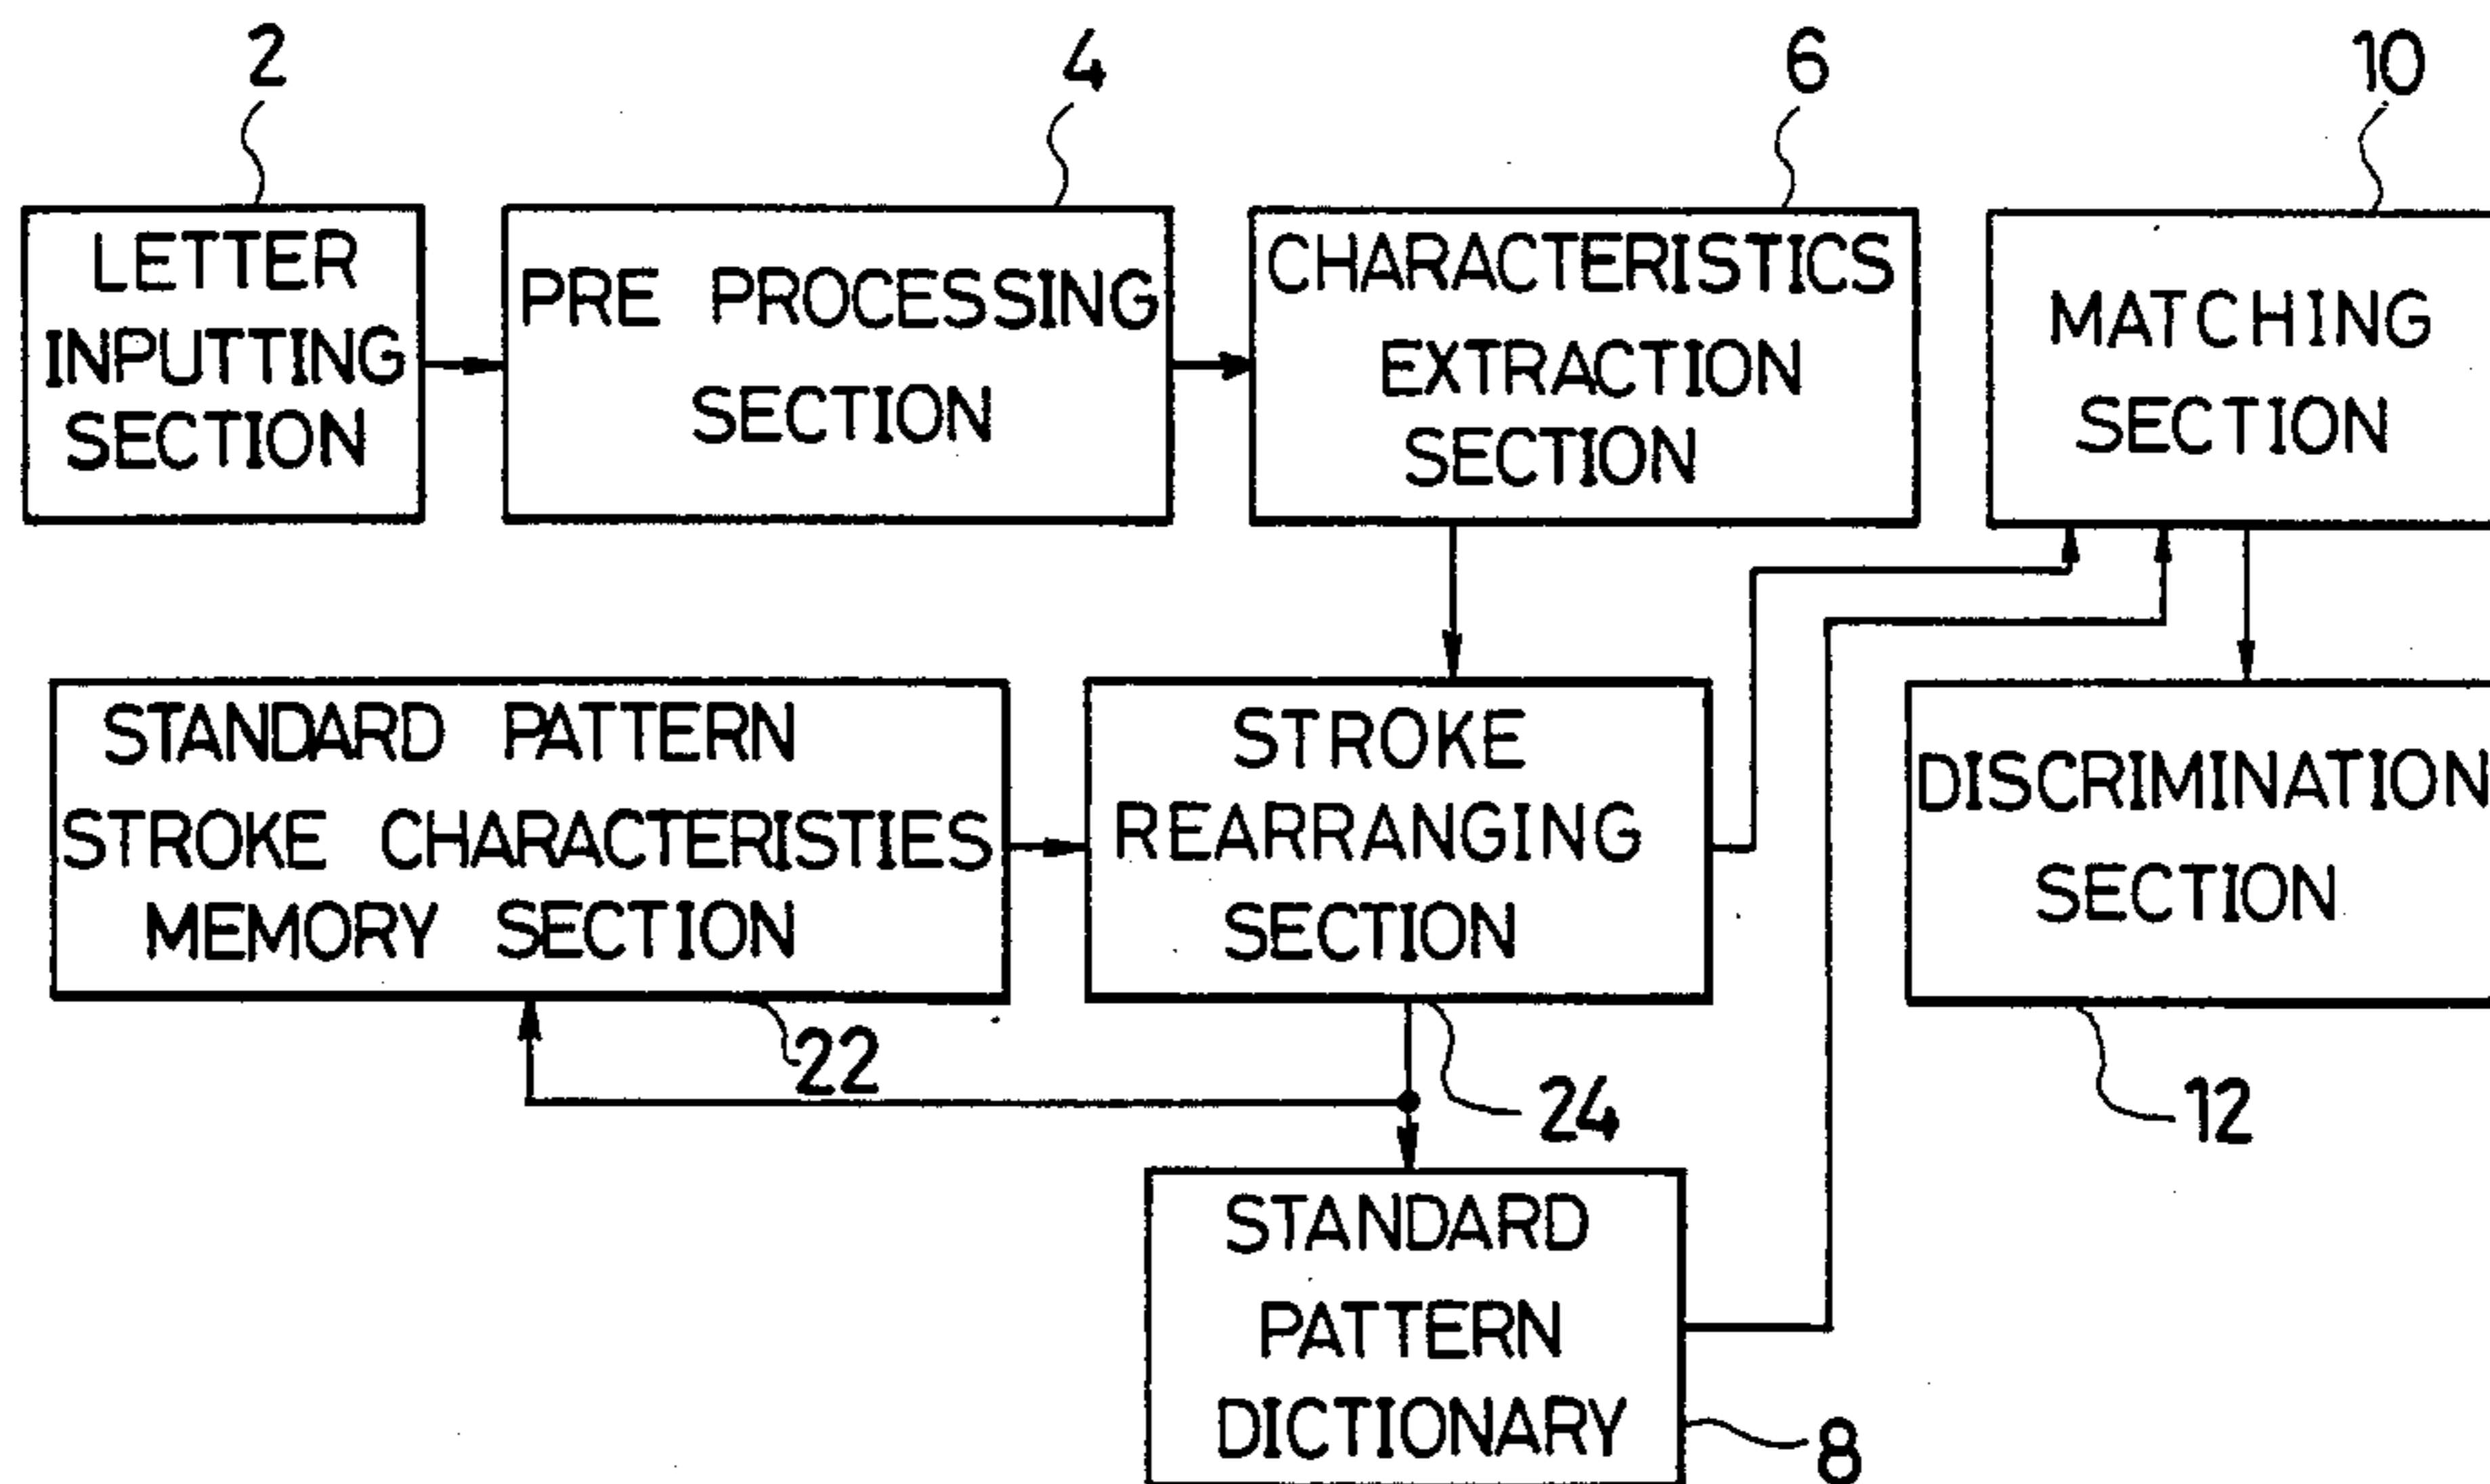 2
4
6
10
LETTER
INPUTTING
SECTION
PRE PROCESSING
SECTION
CHARACTERISTICS
EXTRACTION
SECTION
MATCHING
SECTION
STANDARD PATTERN
STROKE CHARACTERISTIES
MEMORY SECTION
STROKE
REARRANGING
SECTION
DISCRIMINATION
SECTION
22
24
12
STANDARD
PATTERN
DICTIONARY
8